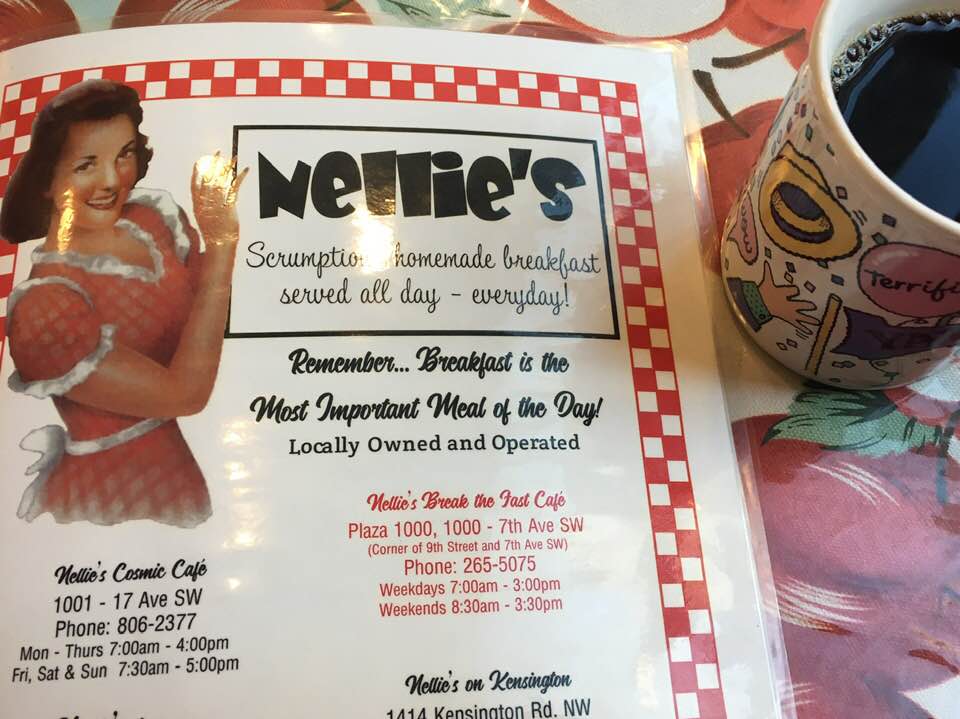 Nellie's
Scrumptious homemade breakfast
served all day - everyday!
Remember... Breakfast is the
Most Important Meal of the Day!
Locally Owned and Operated
Nellie's Break the Fast Café
Plaza 1000, 1000 - 7th Ave SW
(Corner of 9th Street and 7th Ave SW)
Phone: 265-5075
Weekdays 7:00am - 3:00pm
Weekends 8:30am - 3:30pm
Nellie's Cosmic Café
1001 - 17 Ave SW
Phone: 806-2377
Mon - Thurs 7:00am - 4:00pm
Fri, Sat & Sun 7:30am - 5:00pm
Nellie's on Kensington
1414 Kensington Rd. NW
Terrifi